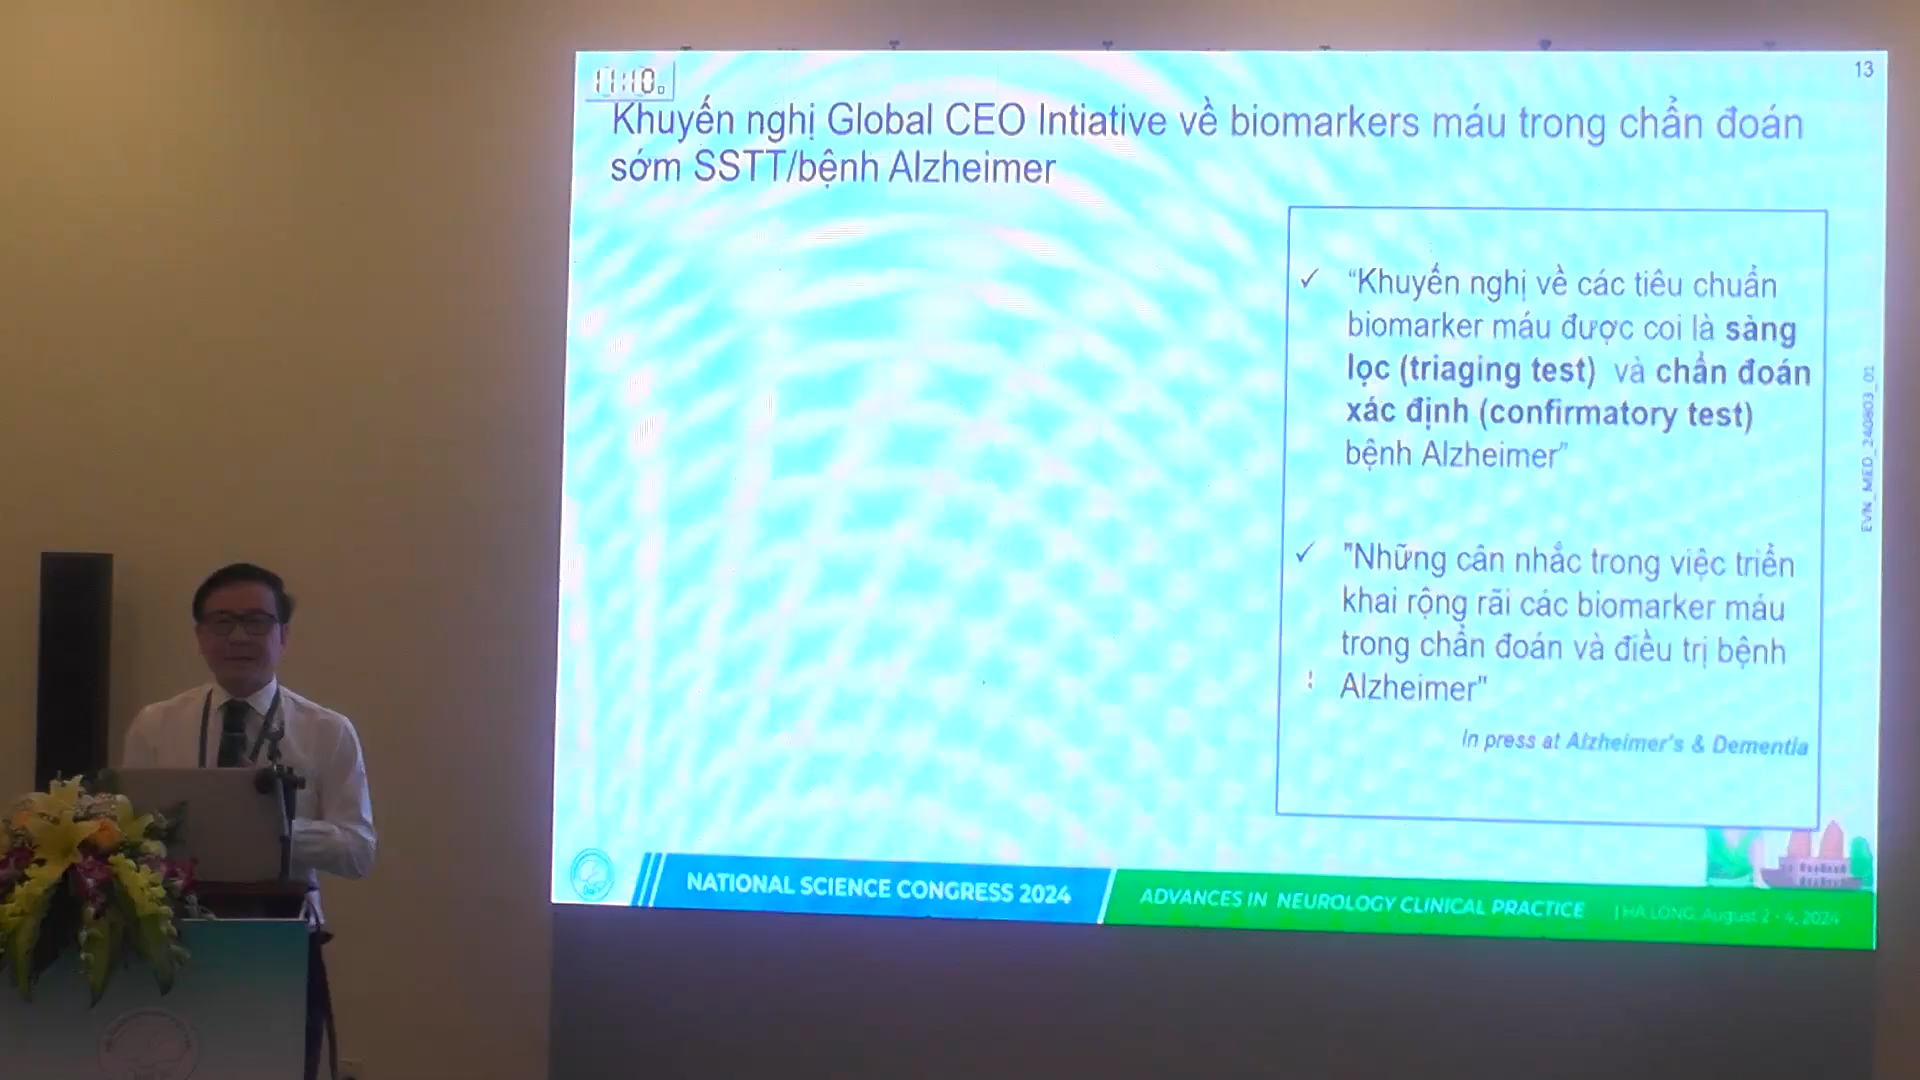 11:10
13
Khuyến nghị Global CEO Intiative về biomarkers máu trong chẩn đoán
sớm SSTT/bệnh Alzheimer
✓ “Khuyến nghị về các tiêu chuẩn
biomarker máu được coi là sàng
lọc (triaging test) và chẩn đoán
xác định (confirmatory test)
bệnh Alzheimer”
✓ "Những cân nhắc trong việc triển
khai rộng rãi các biomarker máu
trong chẩn đoán và điều trị bệnh
Alzheimer"
In press at Alzheimer's & Dementia
EVN_MED_240803_01
NATIONAL SCIENCE CONGRESS 2024
ADVANCES IN NEUROLOGY CLINICAL PRACTICE
| HA LONG, August 2 - 4, 2024